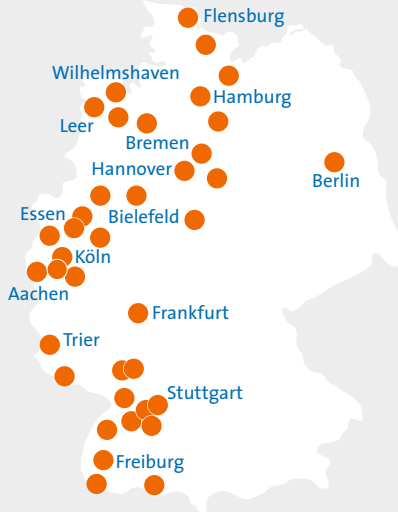 Flensburg
Wilhelmshaven
Hamburg
Leer
Bremen
Hannover
Berlin
Essen
Bielefeld
Köln
Aachen
Frankfurt
Trier
Stuttgart
Freiburg